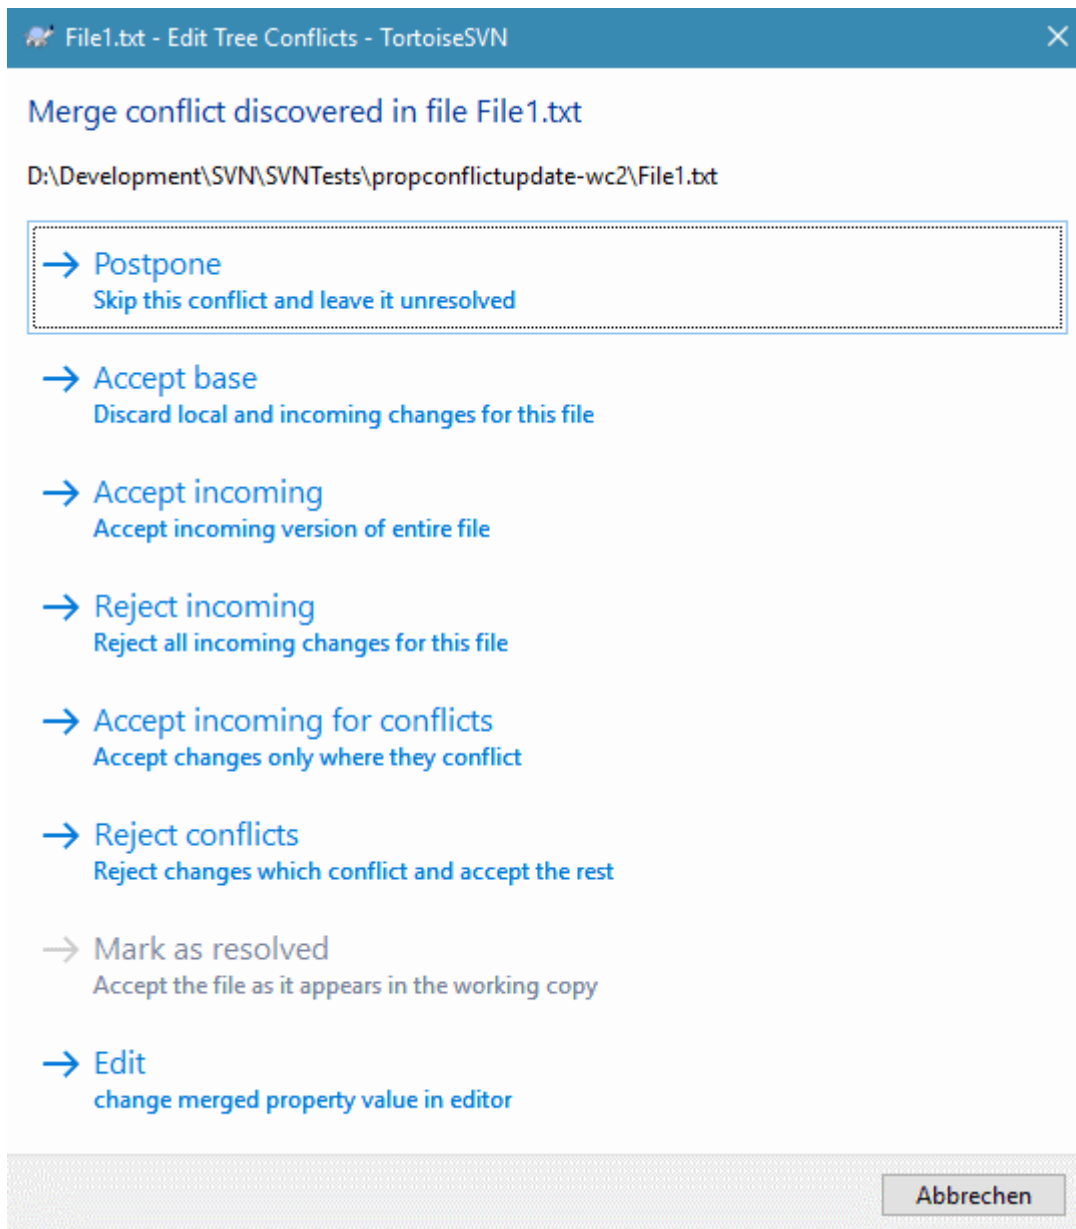 File1.txt - Edit Tree Conflicts - TortoiseSVN
Merge conflict discovered in file File1.txt
D:\Development\SVN\SVNTests\propconflictupdate-wc2\File1.txt
Postpone
Skip this conflict and leave it unresolved
Accept base
Discard local and incoming changes for this file
Accept incoming
Accept incoming version of entire file
Reject incoming
Reject all incoming changes for this file
Accept incoming for conflicts
Accept changes only where they conflict
Reject conflicts
Reject changes which conflict and accept the rest
Mark as resolved
Accept the file as it appears in the working copy
Edit
change merged property value in editor
Abbrechen